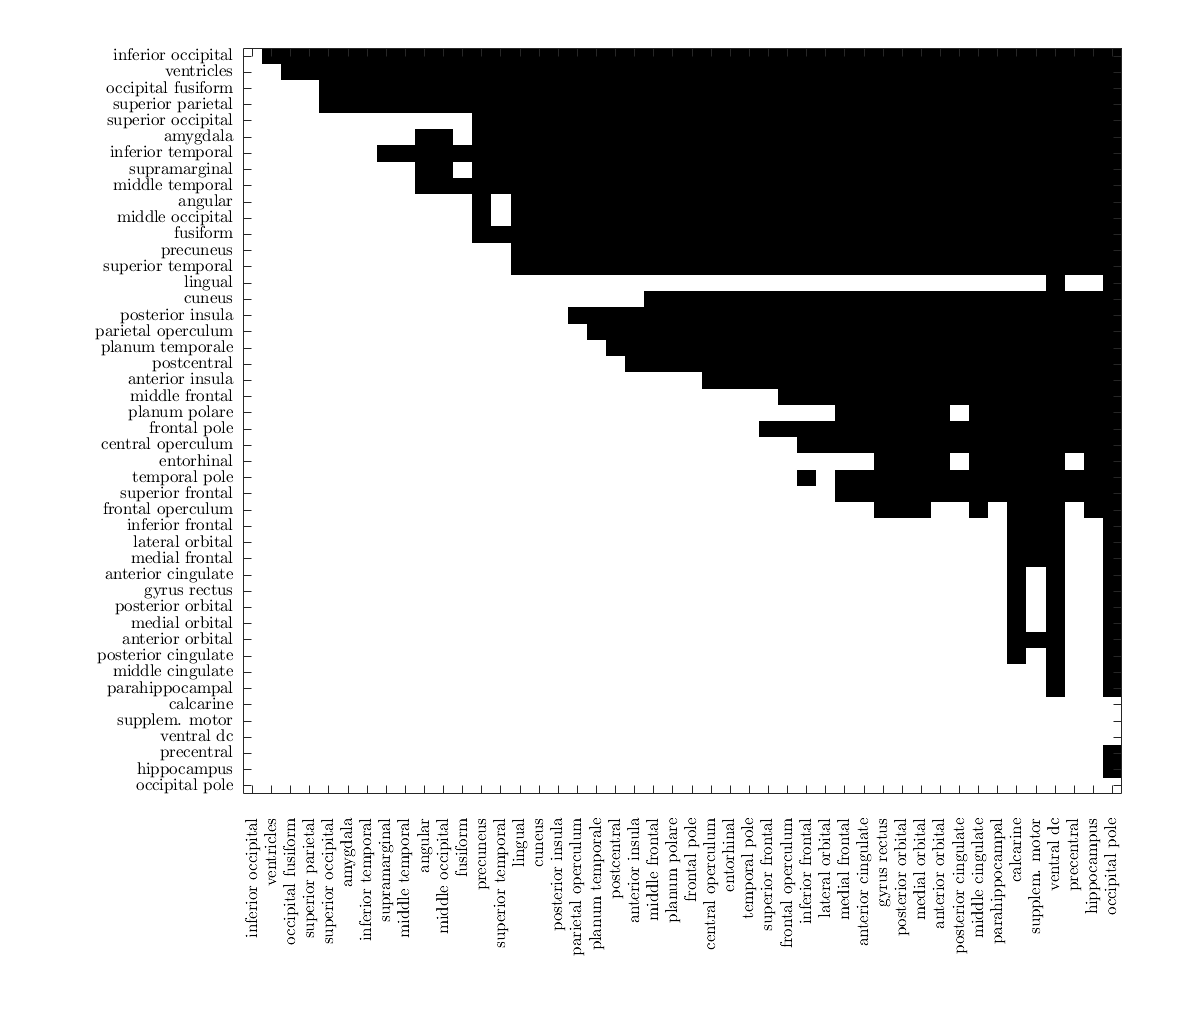 inferior occipital
ventricles
occipital fusiform
superior parietal
superior occipital
amygdala
inferior temporal
supramarginal
middle temporal
angular
middle occipital
fusiform
precuneus
superior temporal
lingual
cuneus
posterior insula
parietal operculum
planum temporale
postcentral
anterior insula
middle frontal
planum polare
frontal pole
central operculum
entorhinal
temporal pole
superior frontal
frontal operculum
inferior frontal
lateral orbital
medial frontal
anterior cingulate
gyrus rectus
posterior orbital
medial orbital
anterior orbital
posterior cingulate
middle cingulate
parahippocampal
calcarine
supplem. motor
ventral dc
precentral
hippocampus
occipital pole
inferior occipital
ventricles
occipital fusiform
superior parietal
superior occipital
amygdala
inferior temporal
supramarginal
middle temporal
angular
middle occipital
fusiform
precuneus
superior temporal
lingual
cuneus
posterior insula
parietal operculum
planum temporale
postcentral
anterior insula
middle frontal
planum polare
frontal pole
central operculum
entorhinal
temporal pole
superior frontal
frontal operculum
inferior frontal
lateral orbital
medial frontal
anterior cingulate
gyrus rectus
posterior orbital
medial orbital
anterior orbital
posterior cingulate
middle cingulate
parahippocampal
calcarine
supplem. motor
ventral dc
precentral
hippocampus
occipital pole